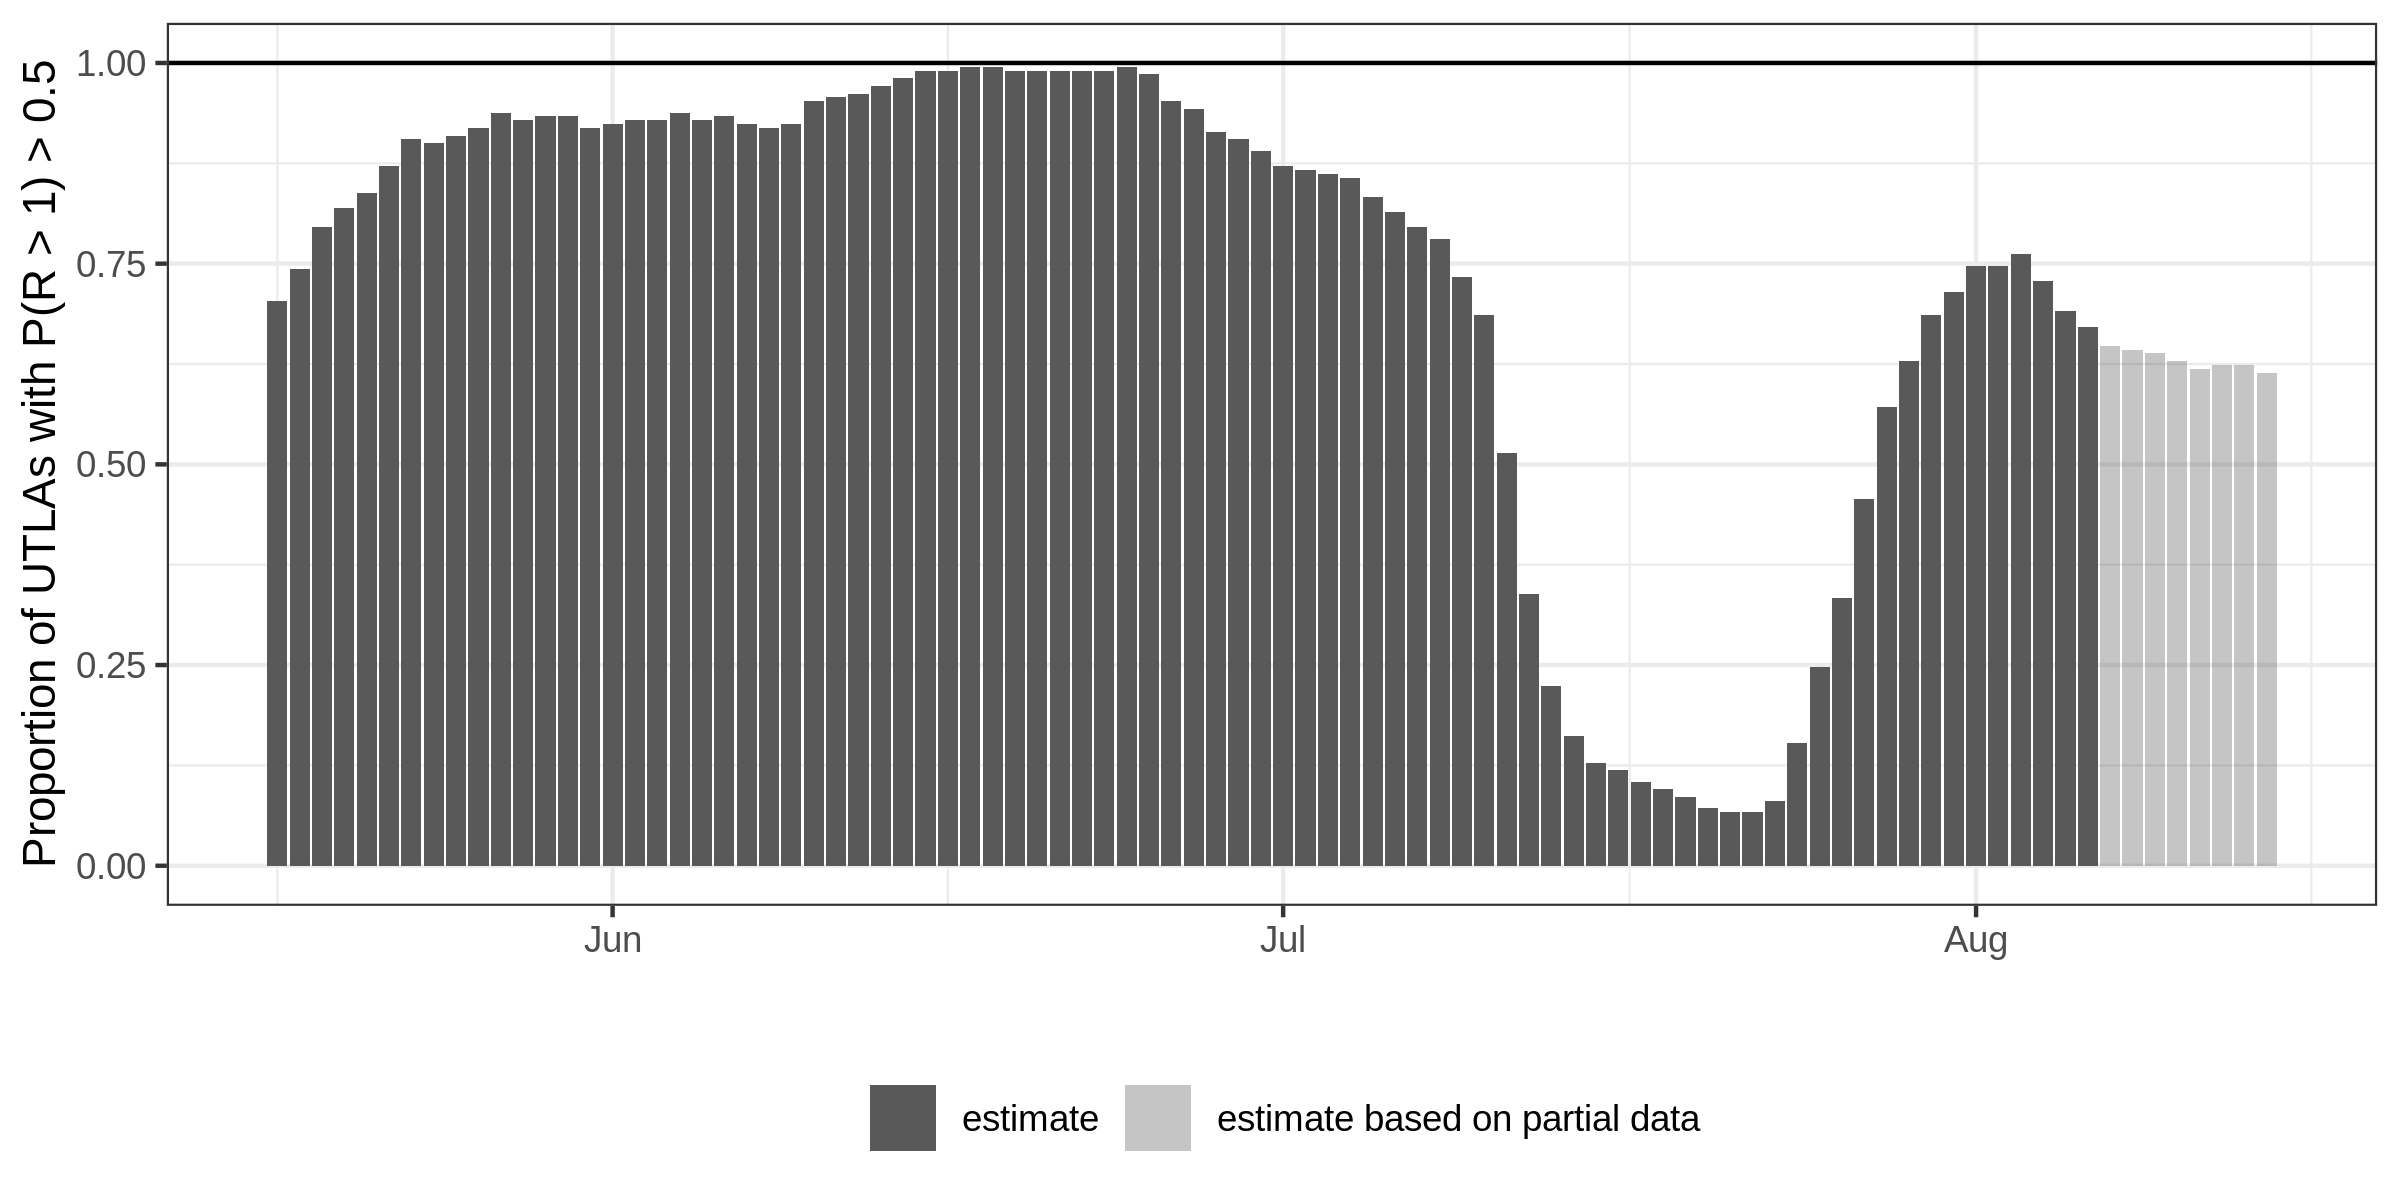 Proportion of UTLAs with P(R > 1) > 0.5
1.00
0.75
0.50
0.25
0.00
Jun Jul Aug
estimate estimate based on partial data